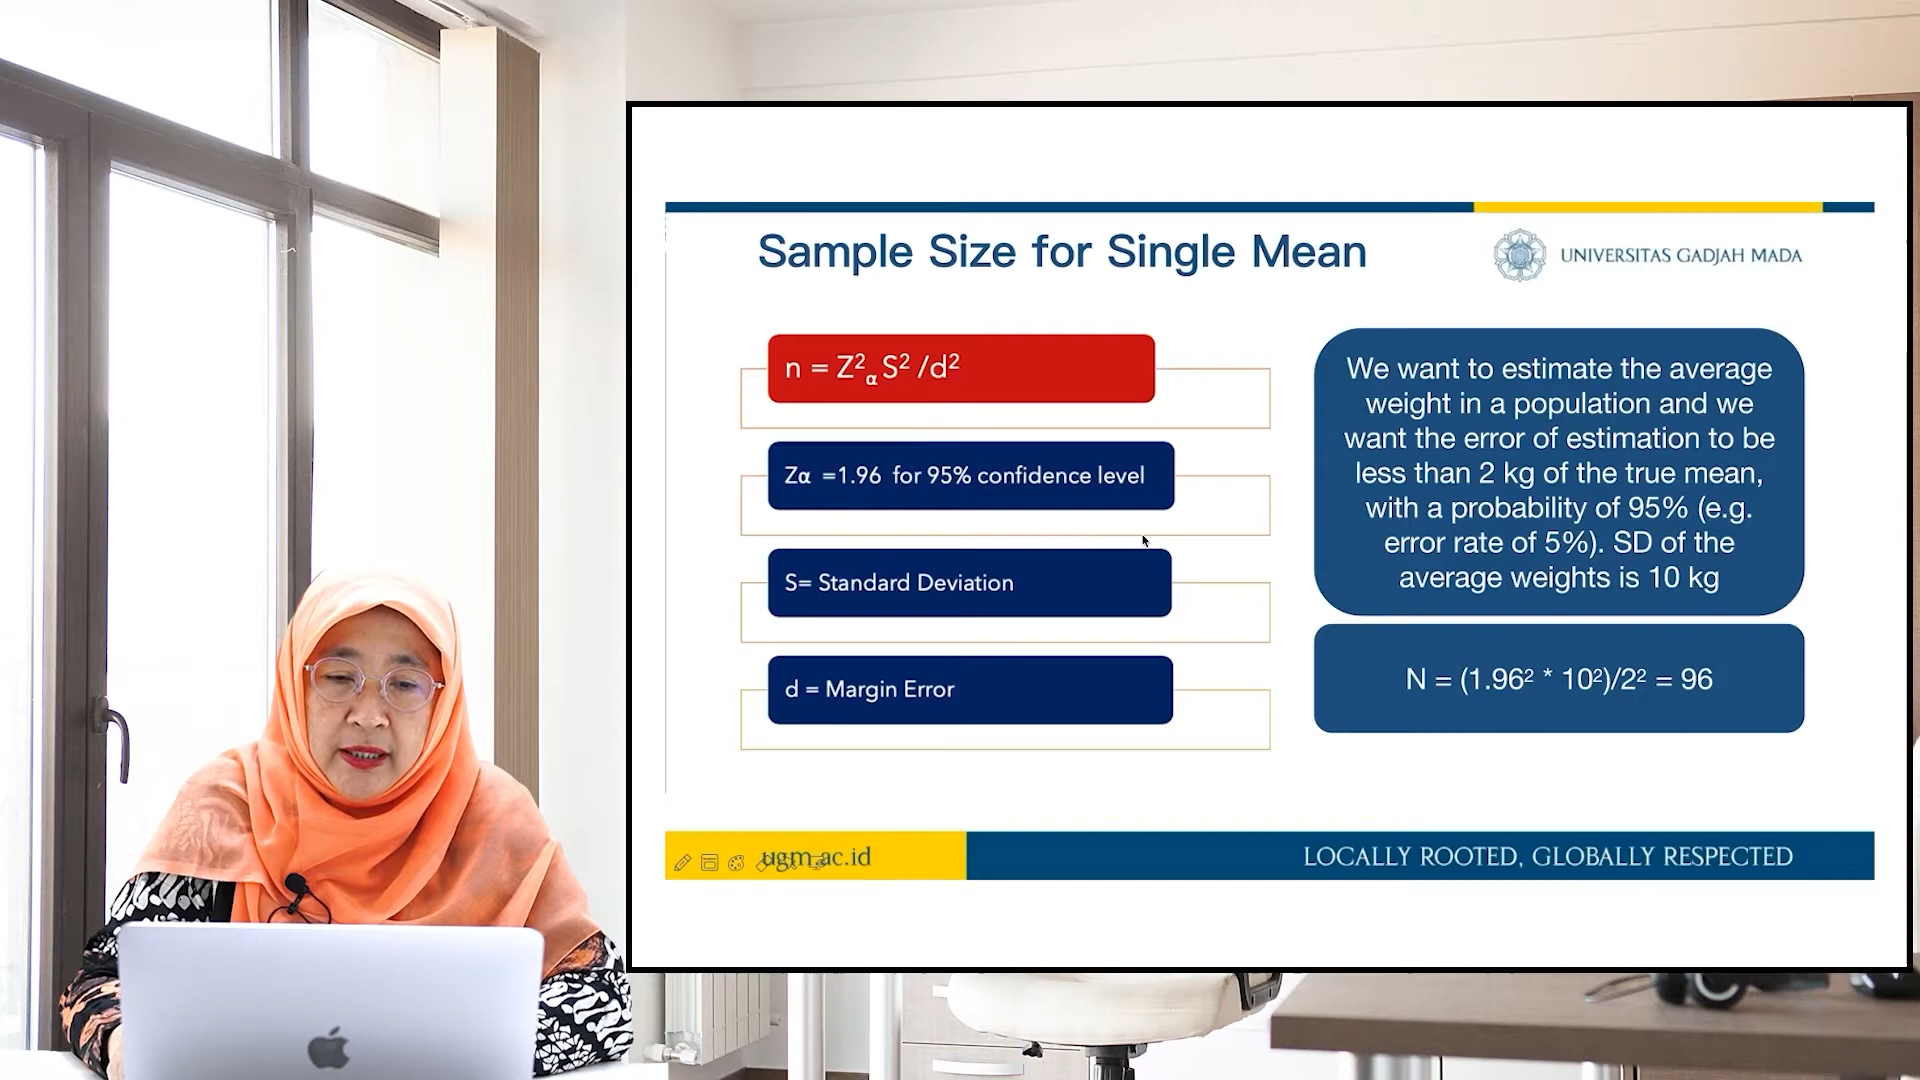 Sample Size for Single Mean
UNIVERSITAS GADJAH MADA
n = Z²α S² /d²
Zα =1.96 for 95% confidence level
S= Standard Deviation
d = Margin Error
We want to estimate the average
weight in a population and we
want the error of estimation to be
less than 2 kg of the true mean,
with a probability of 95% (e.g.
error rate of 5%). SD of the
average weights is 10 kg
N = (1.96² * 10²)/2² = 96
ugm.ac.id
LOCALLY ROOTED, GLOBALLY RESPECTED